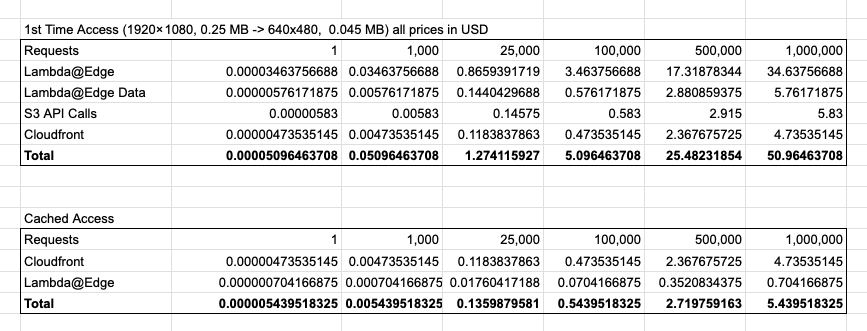 1st Time Access (1920×1080, 0.25 MB -> 640x480, 0.045 MB) all prices in USD
Requests 1 1,000 25,000 100,000 500,000 1,000,000
Lambda@Edge 0.00003463756688 0.03463756688 0.8659391719 3.463756688 17.31878344 34.63756688
Lambda@Edge Data 0.00000576171875 0.00576171875 0.1440429688 0.576171875 2.880859375 5.76171875
S3 API Calls 0.00000583 0.00583 0.14575 0.583 2.915 5.83
Cloudfront 0.00000473535145 0.00473535145 0.1183837863 0.473535145 2.367675725 4.73535145
Total 0.00005096463708 0.05096463708 1.274115927 5.096463708 25.48231854 50.96463708
Cached Access
Requests 1 1,000 25,000 100,000 500,000 1,000,000
Cloudfront 0.00000473535145 0.00473535145 0.1183837863 0.473535145 2.367675725 4.73535145
Lambda@Edge 0.000000704166875 0.000704166875 0.01760417188 0.0704166875 0.3520834375 0.704166875
Total 0.000005439518325 0.005439518325 0.1359879581 0.5439518325 2.719759163 5.439518325